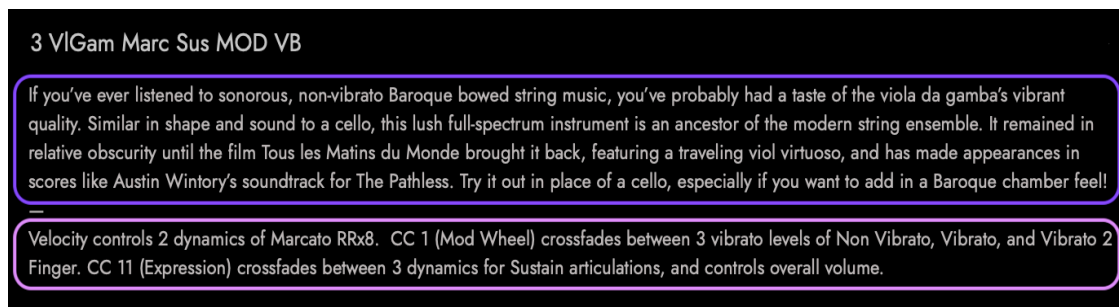 3 VlGam Marc Sus MOD VB
If you've ever listened to sonorous, non-vibrato Baroque bowed string music, you've probably had a taste of the viola da gamba's vibrant
quality. Similar in shape and sound to a cello, this lush full-spectrum instrument is an ancestor of the modern string ensemble. It remained in
relative obscurity until the film Tous les Matins du Monde brought it back, featuring a traveling viol virtuoso, and has made appearances in
scores like Austin Wintory's soundtrack for The Pathless. Try it out in place of a cello, especially if you want to add in a Baroque chamber feel!
—
Velocity controls 2 dynamics of Marcato RRx8.  CC 1 (Mod Wheel) crossfades between 3 vibrato levels of Non Vibrato, Vibrato, and Vibrato 2
Finger. CC 11 (Expression) crossfades between 3 dynamics for Sustain articulations, and controls overall volume.